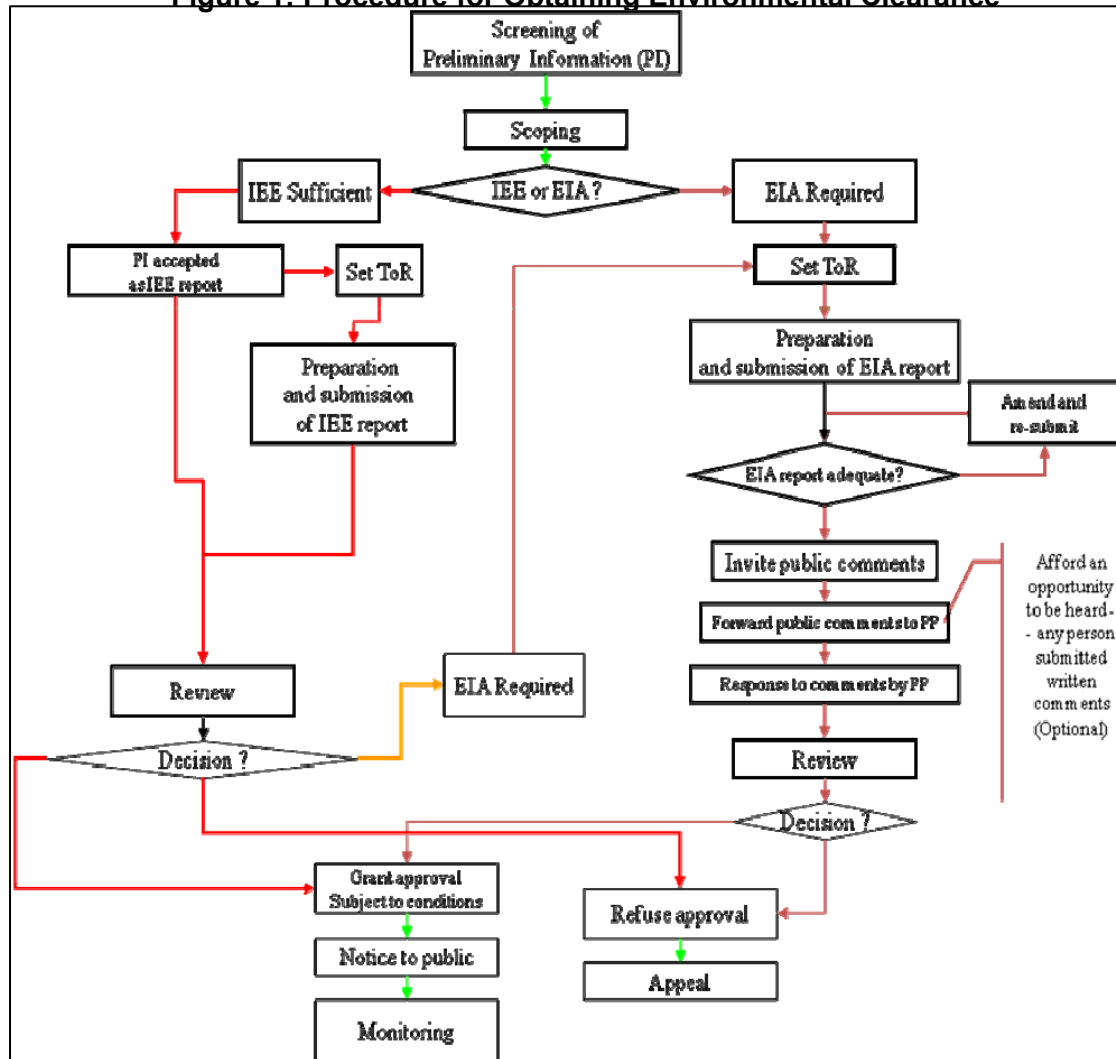 Figure 1: Procedure for Obtaining Environmental Clearance
Screening of
Preliminary Information (PI)
Scoping
IEE or EIA ?
IEE Sufficient
EIA Required
PI accepted
as IEE report
Set ToR
Set ToR
Preparation
and submission
of IEE report
Preparation
and submission of EIA report
Amend and
re-submit
EIA report adequate?
Invite public comments
Forward public comments to PP
Response to comments by PP
Afford an
opportunity
to be heard-
- any person
submitted
written
comments
(Optional)
Review
EIA Required
Review
Decision ?
Decision ?
Grant approval
Subject to conditions
Refuse approval
Notice to public
Appeal
Monitoring